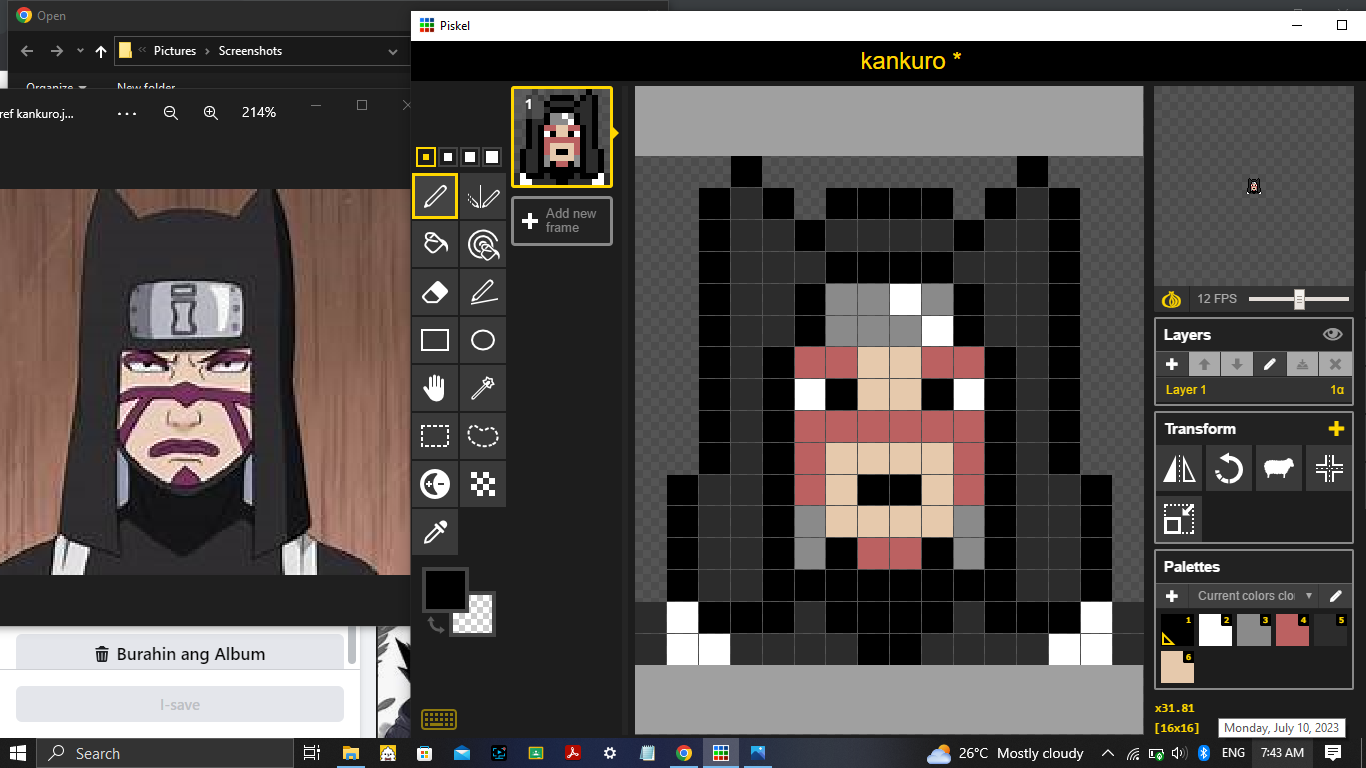 Open
Piskel
Pictures
Screenshots
kankuro *
Organize
New folder
ref kankuro.j...
214%
1
Add new
frame
12 FPS
Layers
Layer 1
1α
Transform
Palettes
Current colors clo
1
2
3
4
5
6
Burahin ang Album
I-save
x31.81
[16x16]
Monday, July 10, 2023
Search
26°C Mostly cloudy
ENG
7:43 AM